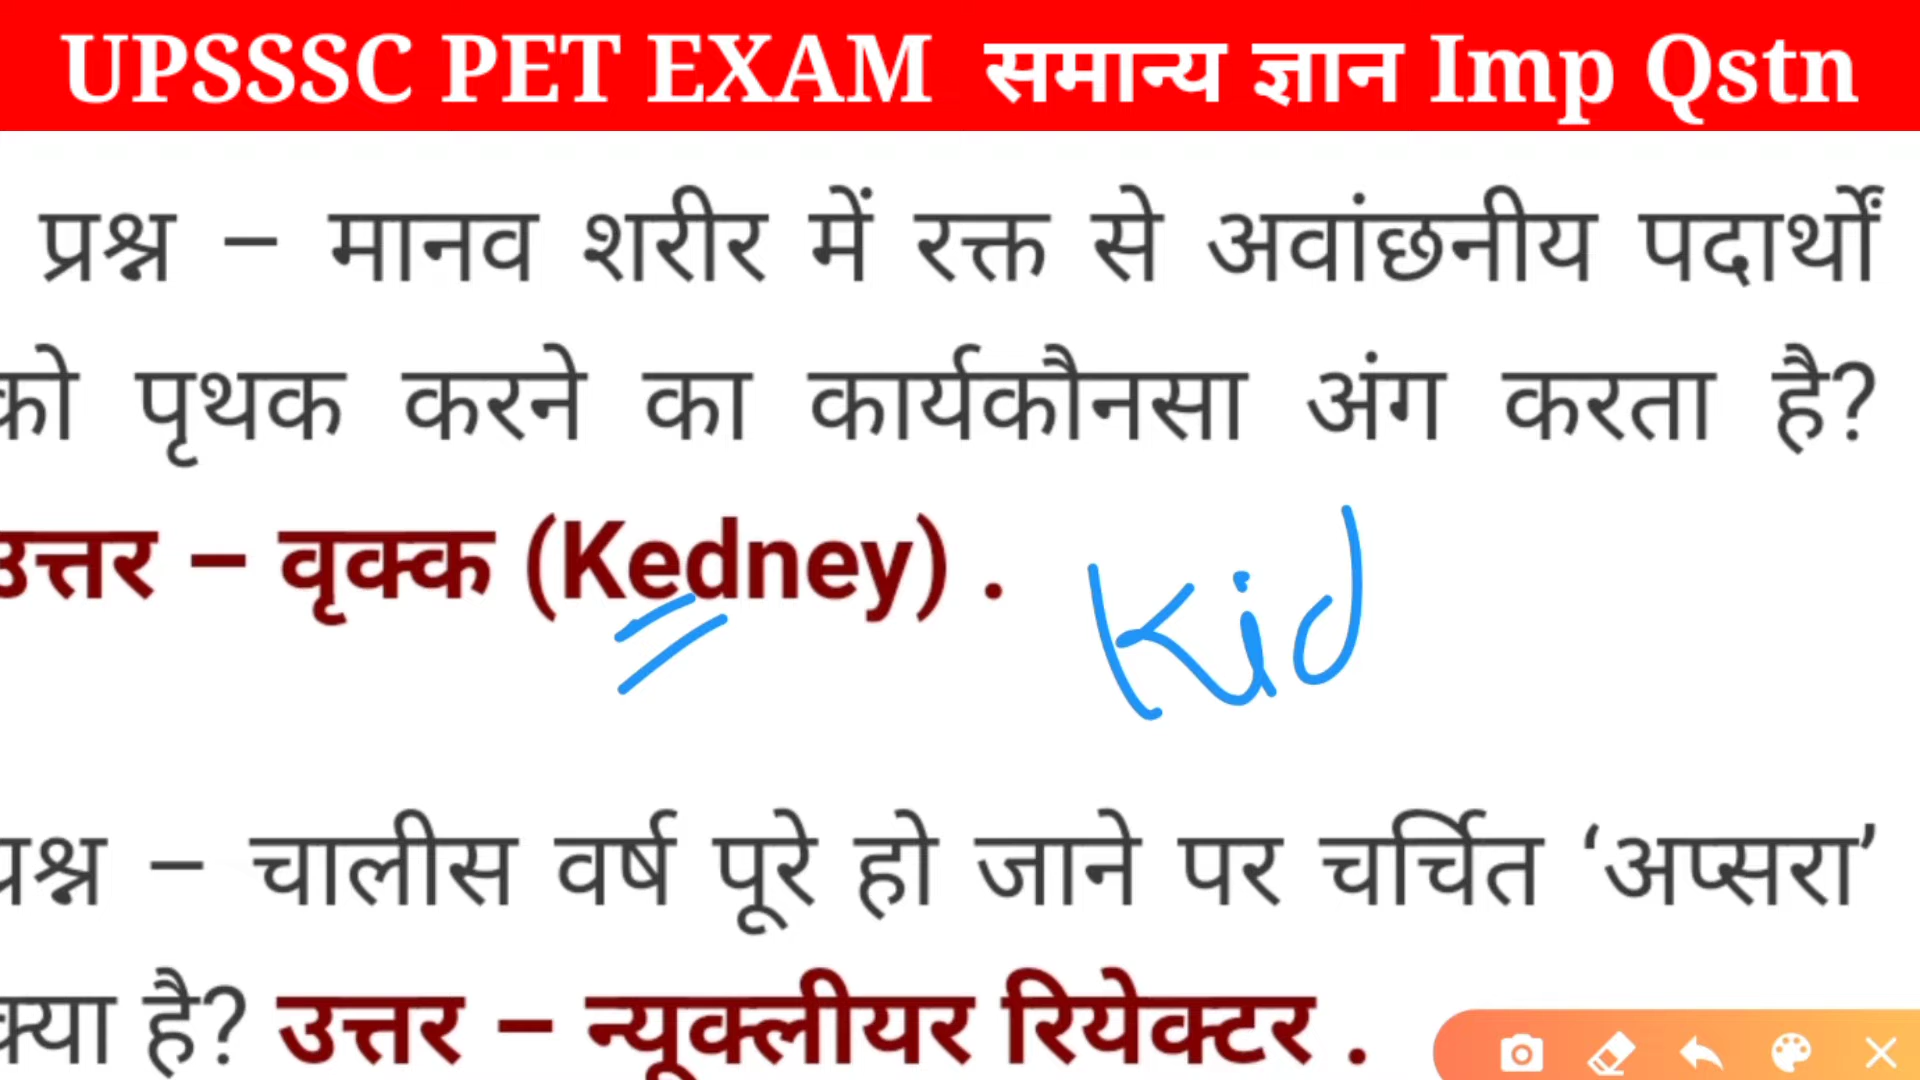 UPSSSC PET EXAM समान्य ज्ञान Imp Qstn
प्रश्न – मानव शरीर में रक्त से अवांछनीय पदार्थों
को पृथक करने का कार्यकौनसा अंग करता है?
उत्तर – वृक्क (Kedney) .
Kid
प्रश्न – चालीस वर्ष पूरे हो जाने पर चर्चित ‘अप्सरा’
क्या है? उत्तर – न्यूक्लीयर रियेक्टर .